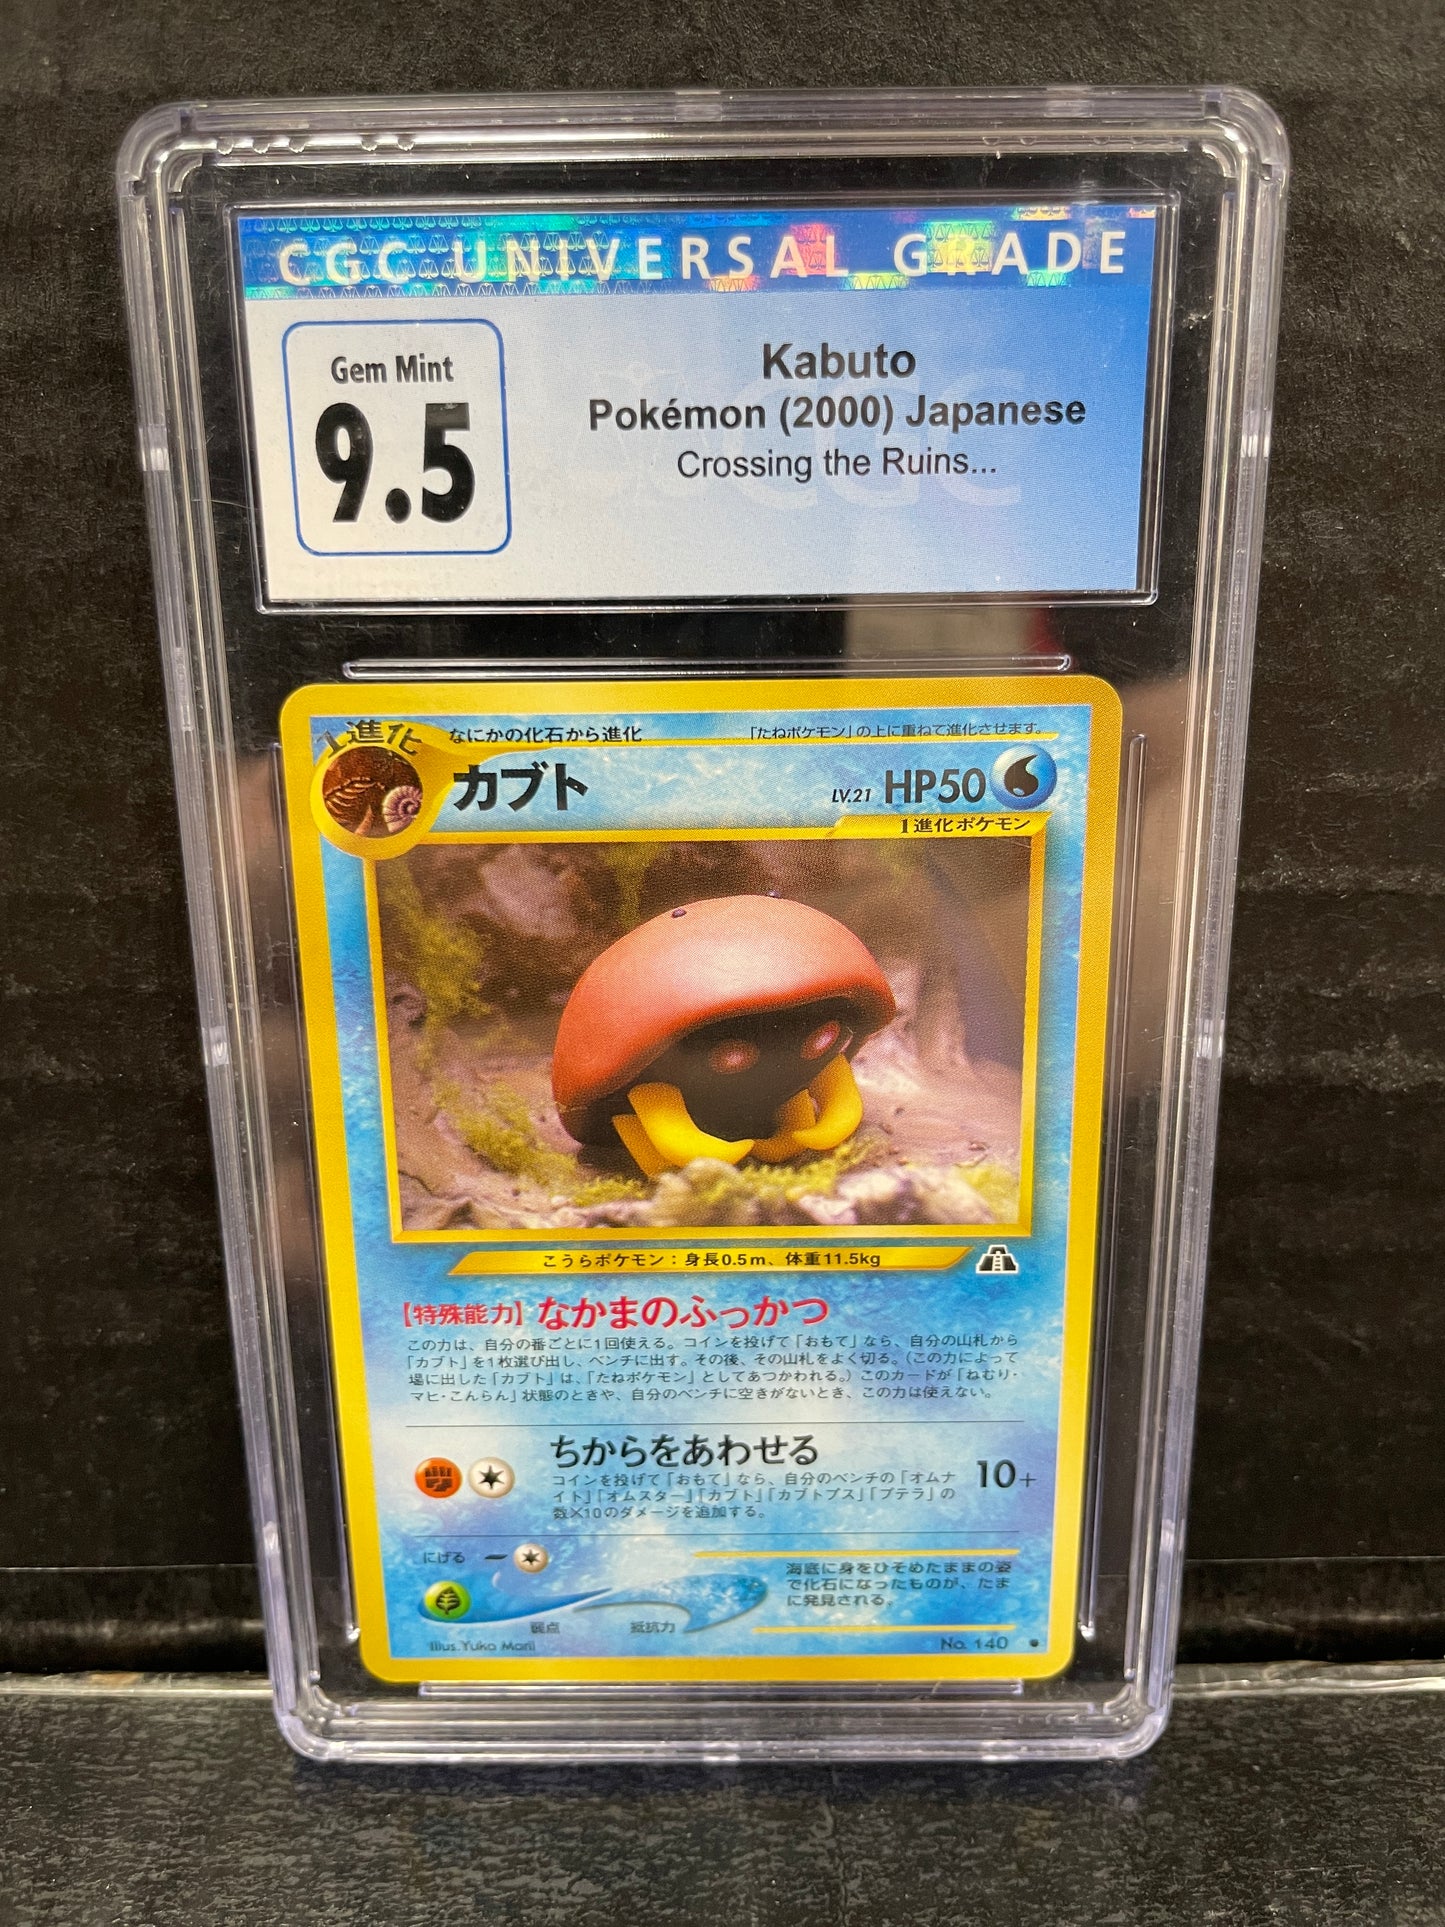 CGC UNIVERSAL GRADE
Gem Mint
9.5
Kabuto
Pokémon (2000) Japanese
Crossing the Ruins...
1進化
なにかの化石から進化
「たねポケモン」の上に重ねて進化させます。
カブト
LV.21 HP50
1進化ポケモン
こうらポケモン：身長0.5m、体重11.5kg
【特殊能力】なかまのふっかつ
この力は、自分の番ごとに1回使える。コインを投げて「おもて」なら、自分の山札から
「カブト」を1枚選び出し、ベンチに出す。その後、その山札をよく切る。（この力によって
場に出した「カブト」は、「たねポケモン」としてあつかわれる。）このカードが「ねむり・
マヒ・こんらん」状態のときや、自分のベンチに空きがないとき、この力は使えない。
ちからをあわせる
コインを投げて「おもて」なら、自分のベンチの「オムナ
イト」「オムスター」「カブト」「カブトプス」「プテラ」の
数×10のダメージを追加する。
10+
にげる
弱点
抵抗力
海底に身をひそめたままの姿
で化石になったものが、たま
に発見される。
Illus. Yuka Morii
No. 140 ●